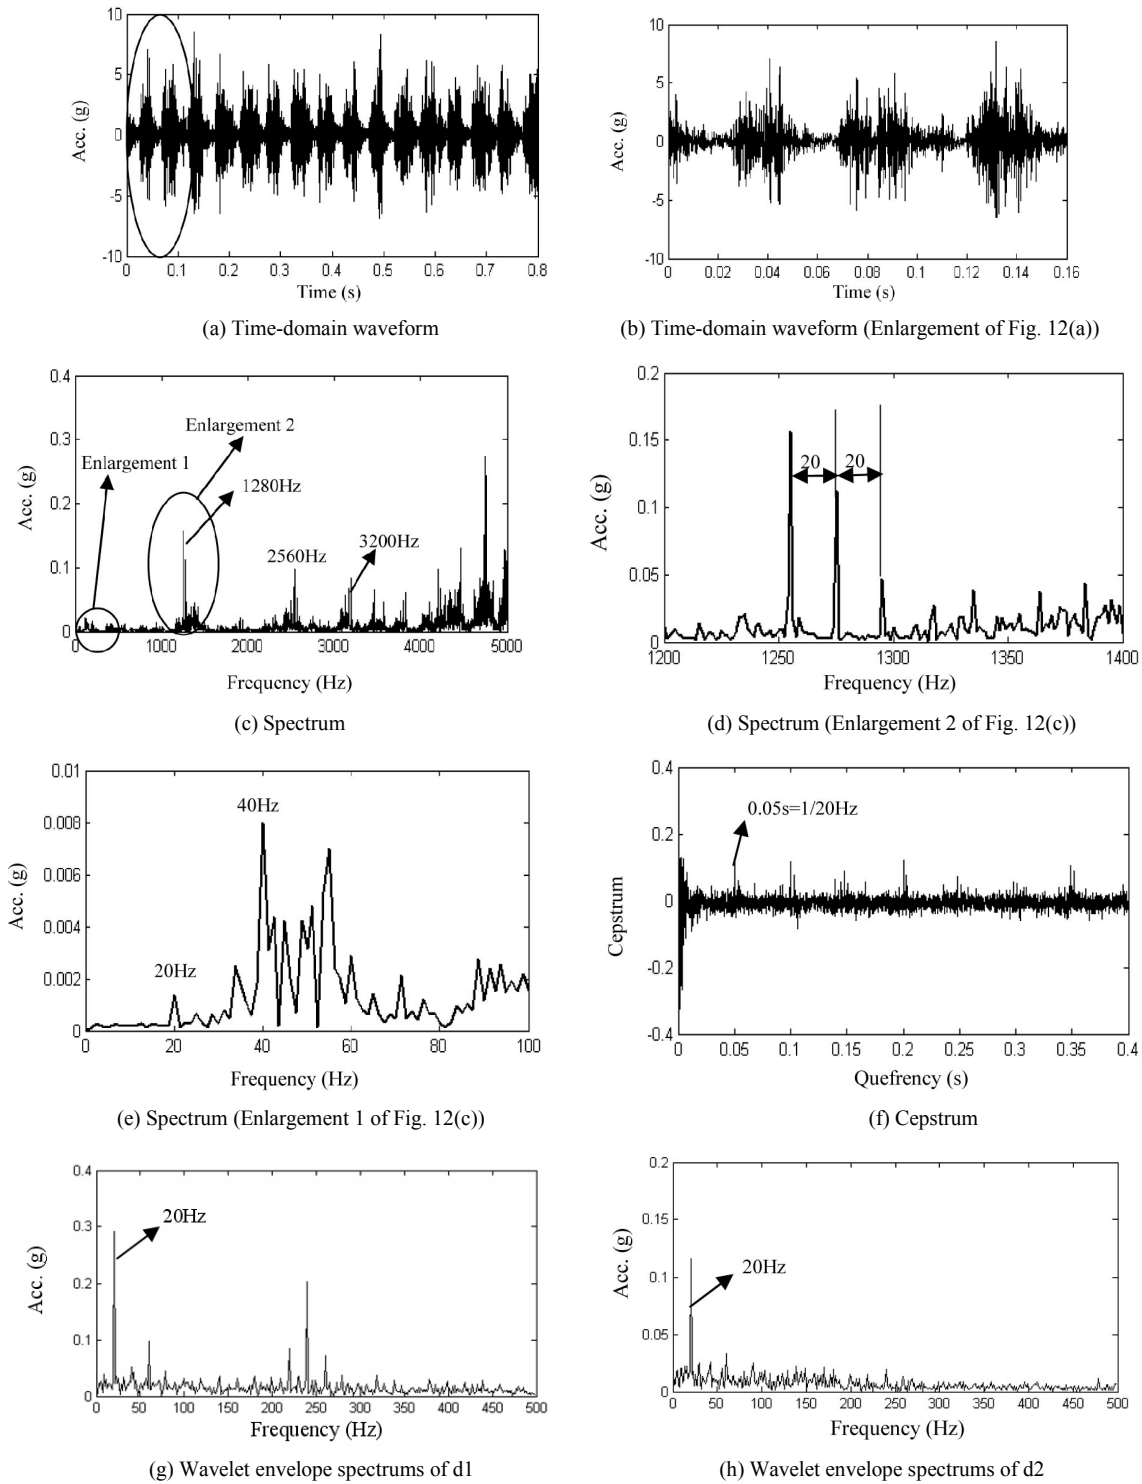 10
5
0
-5
-10
Acc. (g)
0 0.1 0.2 0.3 0.4 0.5 0.6 0.7 0.8
Time (s)
(a) Time-domain waveform
10
5
0
-5
-10
Acc. (g)
0 0.02 0.04 0.06 0.08 0.1 0.12 0.14 0.16
Time (s)
(b) Time-domain waveform (Enlargement of Fig. 12(a))
0.4
0.3
0.2
0.1
0
Acc. (g)
Enlargement 2
Enlargement 1
1280Hz
2560Hz
3200Hz
0 1000 2000 3000 4000 5000
Frequency (Hz)
(c) Spectrum
0.2
0.15
0.1
0.05
0
Acc. (g)
20 20
1200 1250 1300 1350 1400
Frequency (Hz)
(d) Spectrum (Enlargement 2 of Fig. 12(c))
0.01
0.008
0.006
0.004
0.002
0
Acc. (g)
40Hz
20Hz
0 20 40 60 80 100
Frequency (Hz)
(e) Spectrum (Enlargement 1 of Fig. 12(c))
0.4
0.2
0
-0.2
-0.4
Cepstrum
0.05s=1/20Hz
0 0.05 0.1 0.15 0.2 0.25 0.3 0.35 0.4
Quefrency (s)
(f) Cepstrum
0.4
0.3
0.2
0.1
0
Acc. (g)
20Hz
0 50 100 150 200 250 300 350 400 450 500
Frequency (Hz)
(g) Wavelet envelope spectrums of d1
0.2
0.15
0.1
0.05
0
Acc. (g)
20Hz
0 50 100 150 200 250 300 350 400 450 500
Frequency (Hz)
(h) Wavelet envelope spectrums of d2